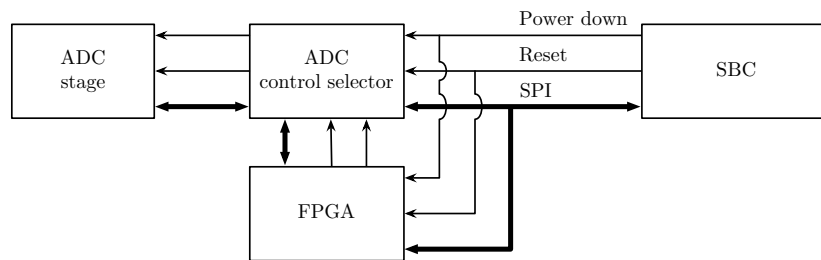 Power down
ADC
stage
ADC
control selector
Reset
SBC
SPI
FPGA